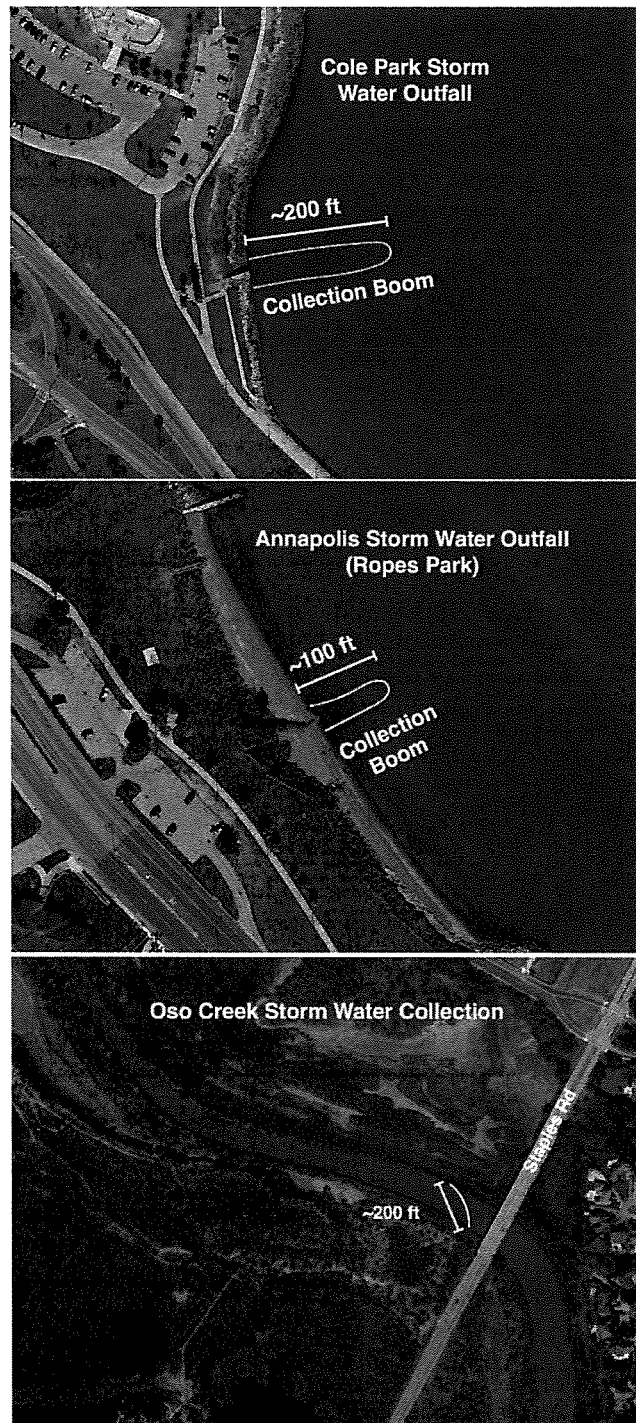 Cole Park Storm
Water Outfall
~200 ft
Collection Boom
Annapolis Storm Water Outfall
(Ropes Park)
~100 ft
Collection
Boom
Oso Creek Storm Water Collection
Staples Rd
~200 ft